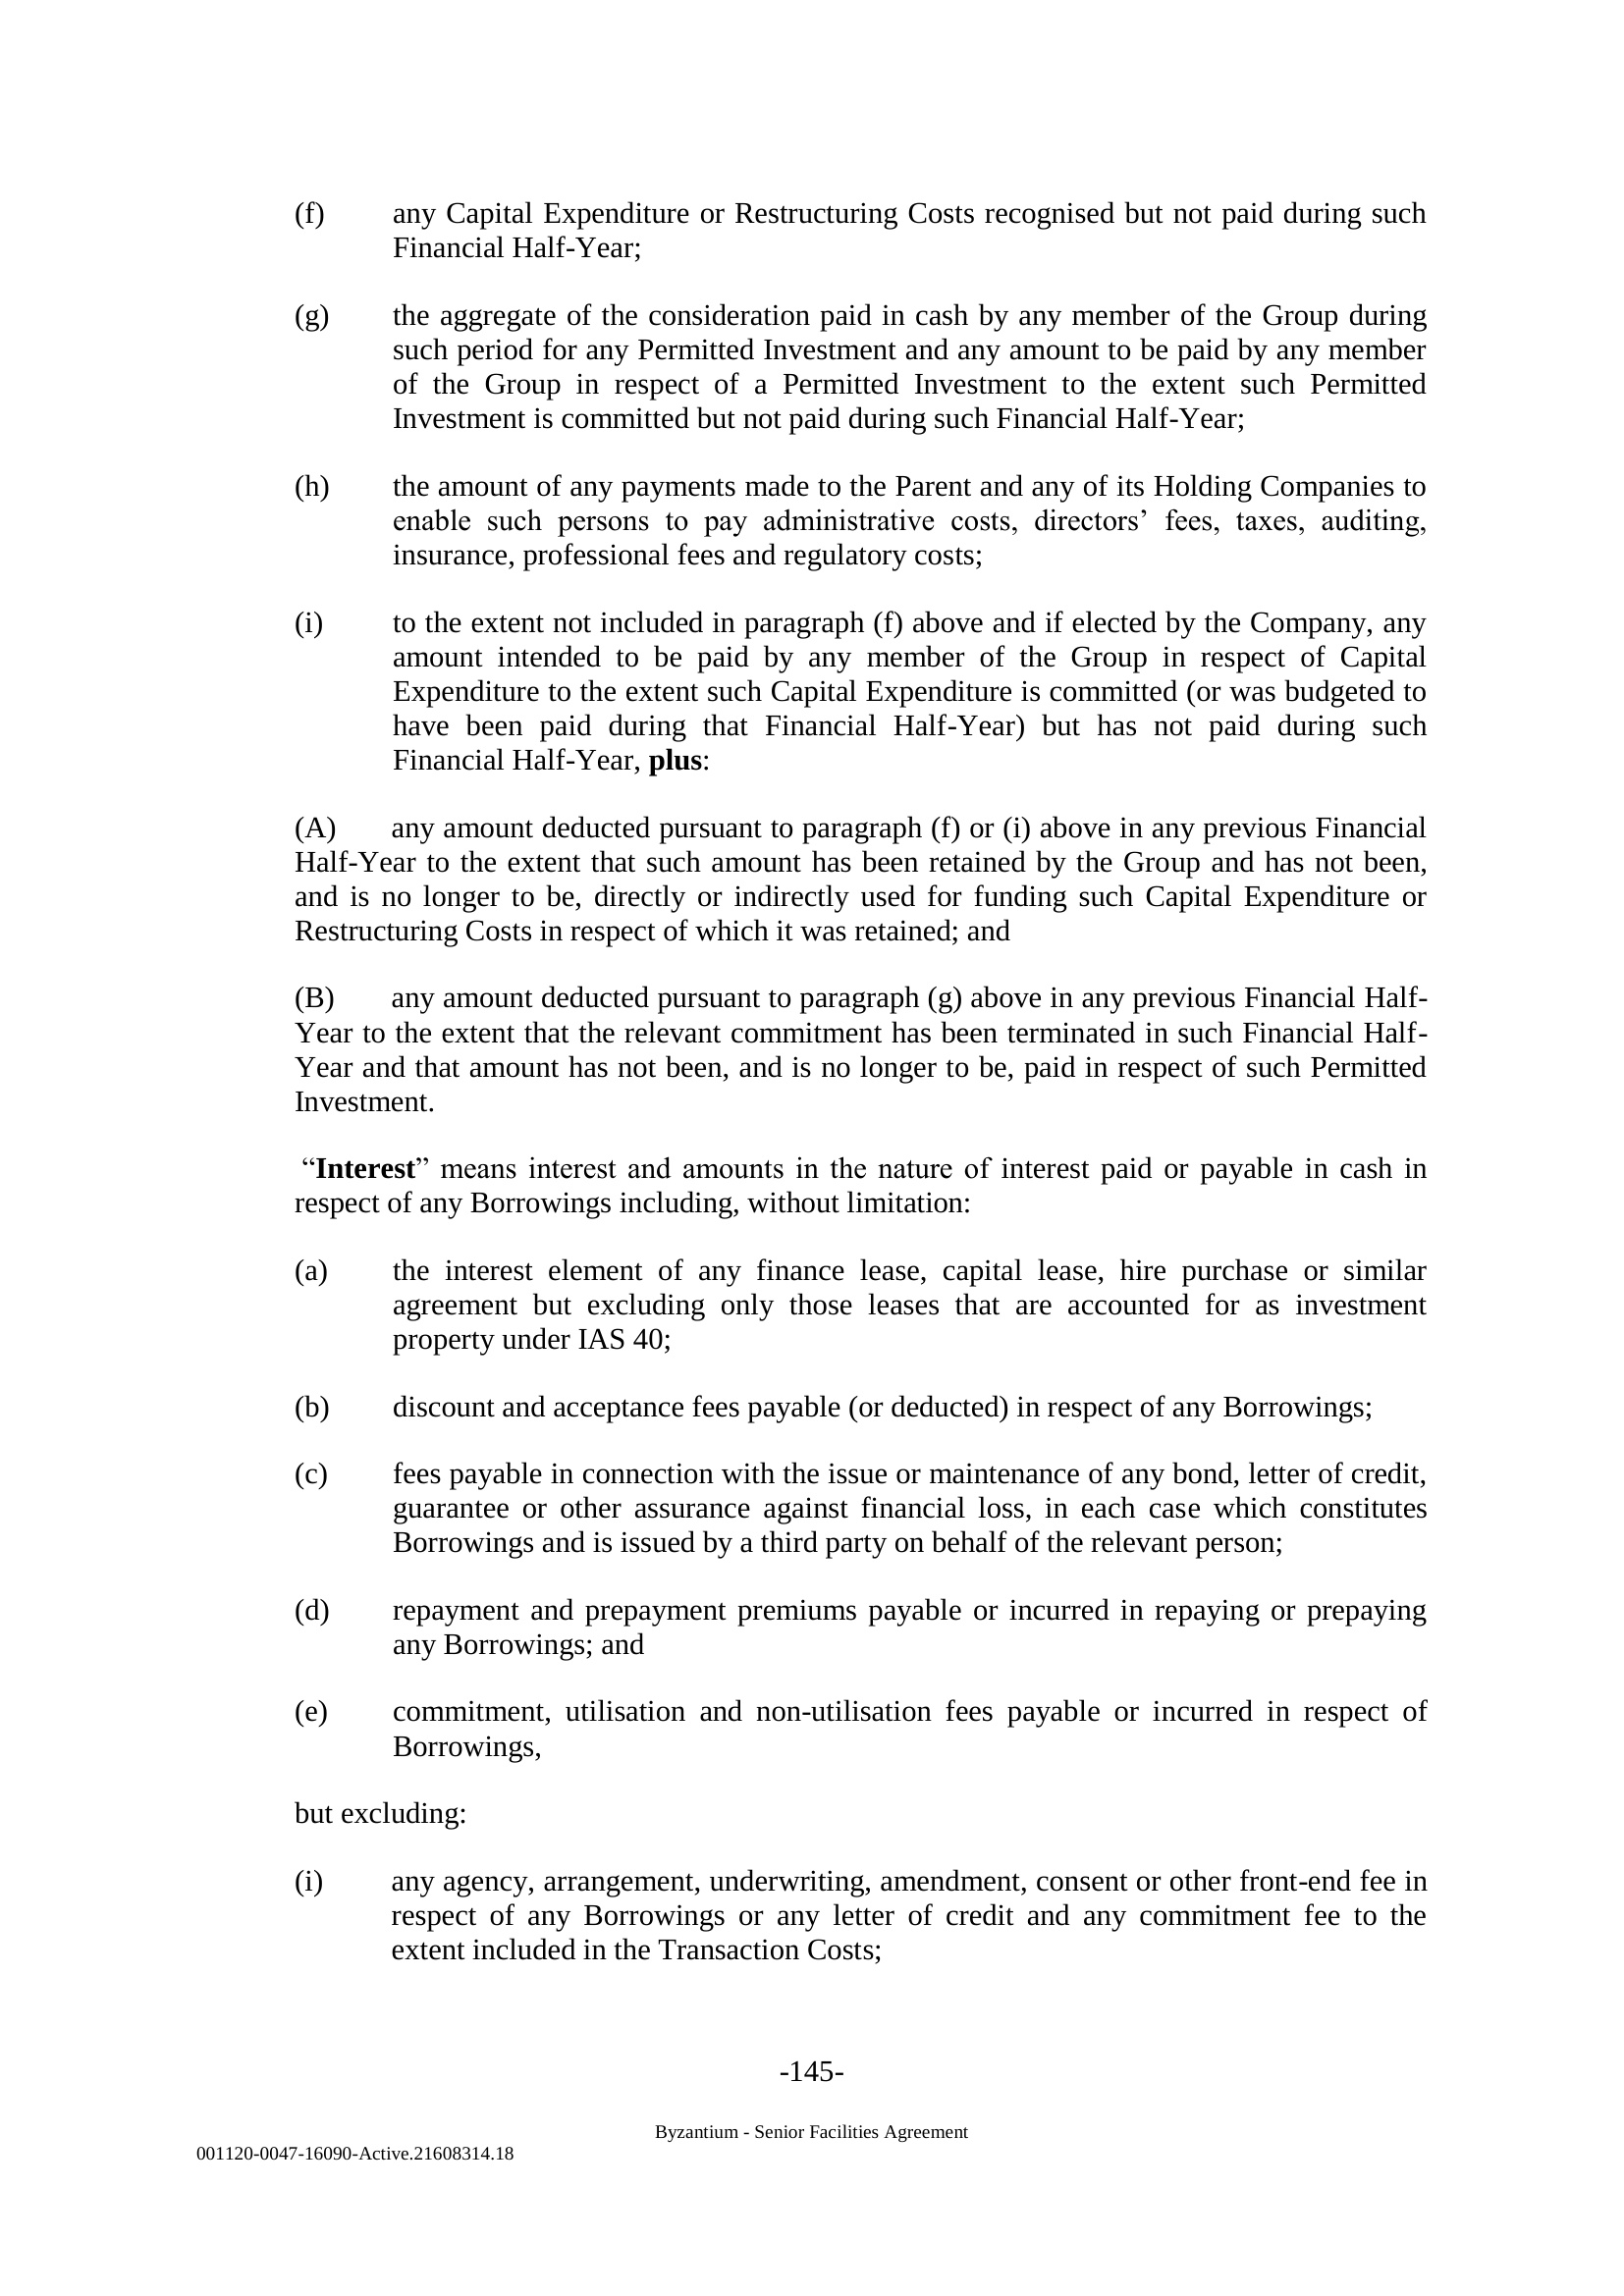 (f) any Capital Expenditure or Restructuring Costs recognised but not paid during such
Financial Half-Year;
(g) the aggregate of the consideration paid in cash by any member of the Group during
such period for any Permitted Investment and any amount to be paid by any member
of the Group in respect of a Permitted Investment to the extent such Permitted
Investment is committed but not paid during such Financial Half-Year;
(h) the amount of any payments made to the Parent and any of its Holding Companies to
enable such persons to pay administrative costs, directors’ fees, taxes, auditing,
insurance, professional fees and regulatory costs;
(i) to the extent not included in paragraph (f) above and if elected by the Company, any
amount intended to be paid by any member of the Group in respect of Capital
Expenditure to the extent such Capital Expenditure is committed (or was budgeted to
have been paid during that Financial Half-Year) but has not paid during such
Financial Half-Year, plus:
(A) any amount deducted pursuant to paragraph (f) or (i) above in any previous Financial
Half-Year to the extent that such amount has been retained by the Group and has not been,
and is no longer to be, directly or indirectly used for funding such Capital Expenditure or
Restructuring Costs in respect of which it was retained; and
(B) any amount deducted pursuant to paragraph (g) above in any previous Financial Half-
Year to the extent that the relevant commitment has been terminated in such Financial Half-
Year and that amount has not been, and is no longer to be, paid in respect of such Permitted
Investment.
“Interest” means interest and amounts in the nature of interest paid or payable in cash in
respect of any Borrowings including, without limitation:
(a) the interest element of any finance lease, capital lease, hire purchase or similar
agreement but excluding only those leases that are accounted for as investment
property under IAS 40;
(b) discount and acceptance fees payable (or deducted) in respect of any Borrowings;
(c) fees payable in connection with the issue or maintenance of any bond, letter of credit,
guarantee or other assurance against financial loss, in each case which constitutes
Borrowings and is issued by a third party on behalf of the relevant person;
(d) repayment and prepayment premiums payable or incurred in repaying or prepaying
any Borrowings; and
(e) commitment, utilisation and non-utilisation fees payable or incurred in respect of
Borrowings,
but excluding:
(i) any agency, arrangement, underwriting, amendment, consent or other front-end fee in
respect of any Borrowings or any letter of credit and any commitment fee to the
extent included in the Transaction Costs;
-145-
Byzantium - Senior Facilities Agreement
001120-0047-16090-Active.21608314.18